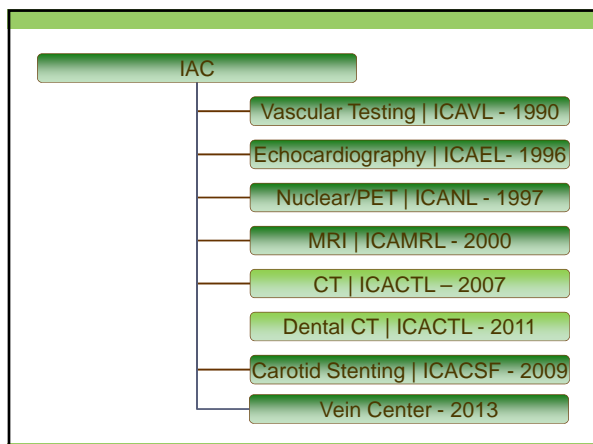 IAC
Vascular Testing | ICAVL - 1990
Echocardiography | ICAEL- 1996
Nuclear/PET | ICANL - 1997
MRI | ICAMRL - 2000
CT | ICACTL – 2007
Dental CT | ICACTL - 2011
Carotid Stenting | ICACSF - 2009
Vein Center - 2013